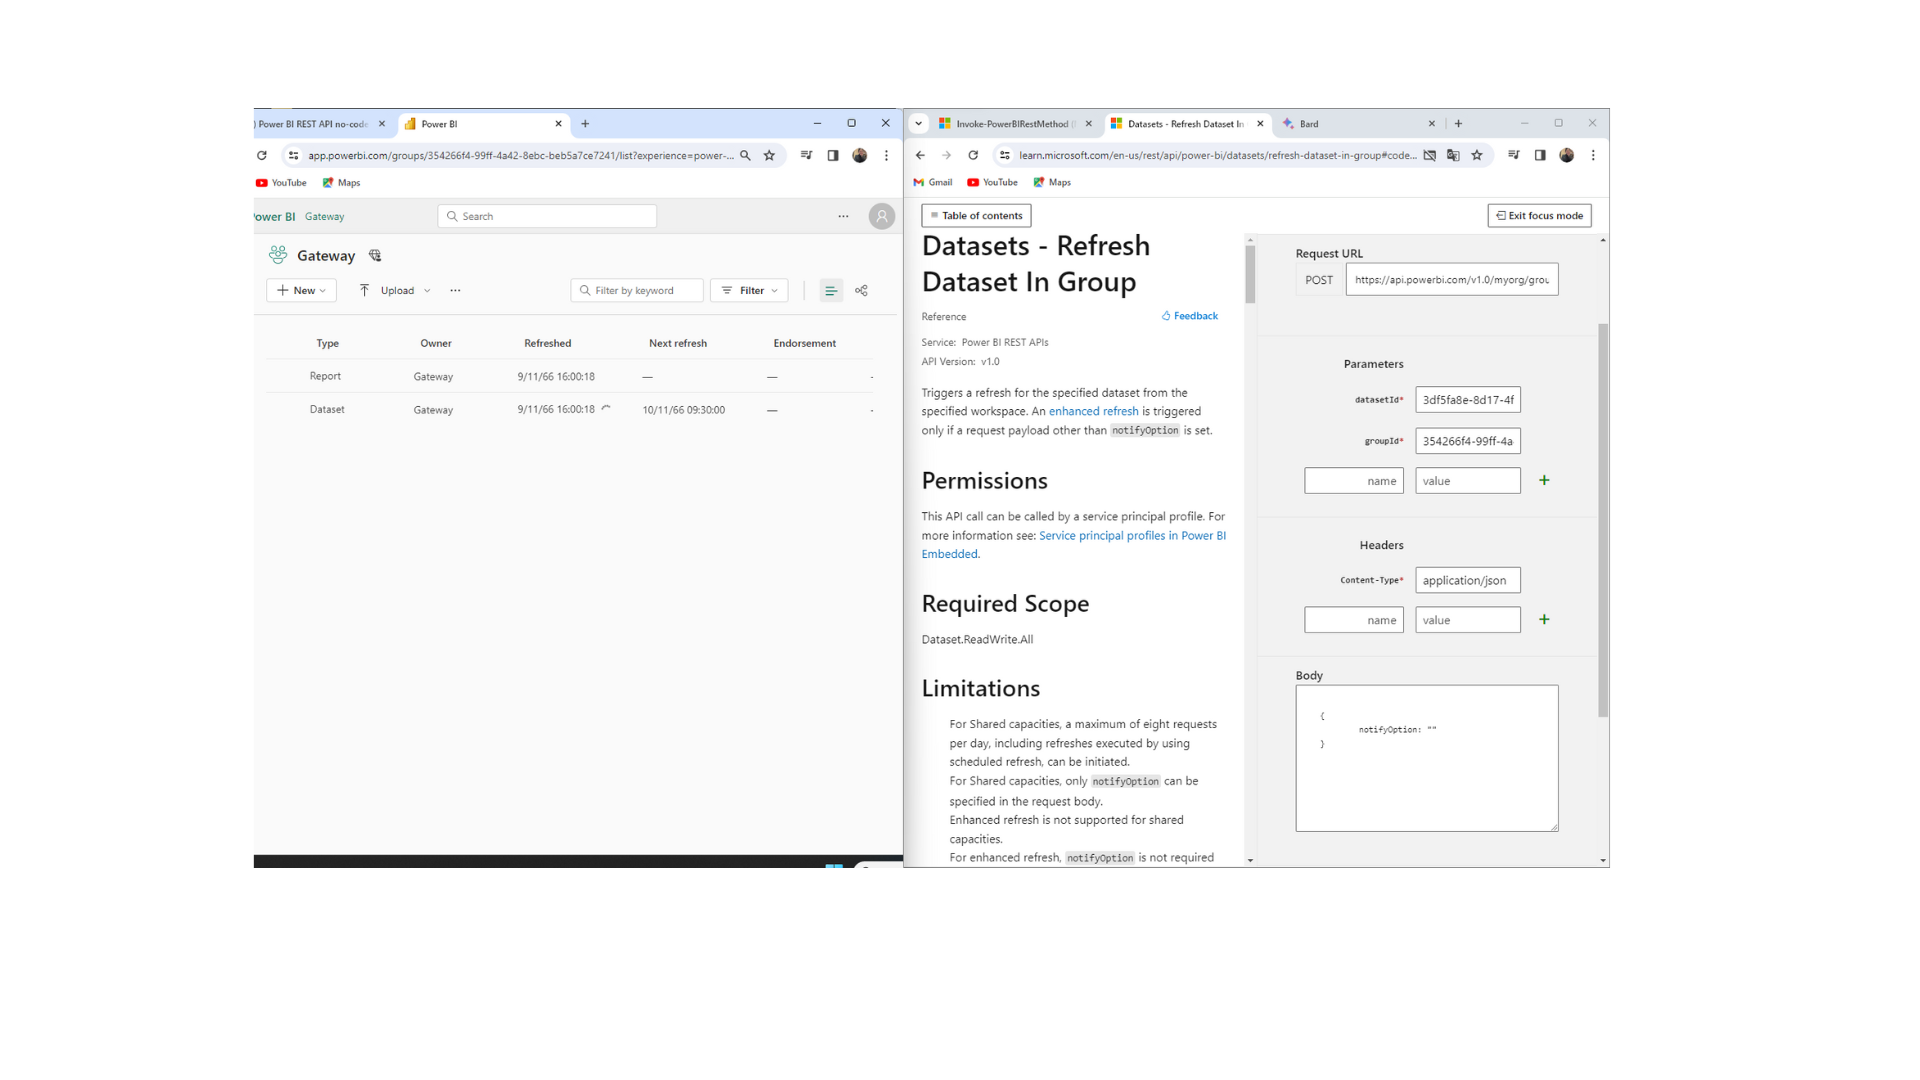 ) Power BI REST API no-code
Power BI
app.powerbi.com/groups/354266f4-99ff-4a42-8ebc-beb5a7ce7241/list?experience=power-...
YouTube
Maps
ower BI Gateway
Search
Gateway
New
Upload
Filter by keyword
Filter
Type Owner Refreshed Next refresh Endorsement
Report Gateway 9/11/66 16:00:18 — —
Dataset Gateway 9/11/66 16:00:18 10/11/66 09:30:00 —
Invoke-PowerBIRestMethod (
Datasets - Refresh Dataset In
Bard
learn.microsoft.com/en-us/rest/api/power-bi/datasets/refresh-dataset-in-group#code...
Gmail
YouTube
Maps
Table of contents
Exit focus mode
Datasets - Refresh
Dataset In Group
Reference
Feedback
Service: Power BI REST APIs
API Version: v1.0
Triggers a refresh for the specified dataset from the
specified workspace. An enhanced refresh is triggered
only if a request payload other than notifyOption is set.
Permissions
This API call can be called by a service principal profile. For
more information see: Service principal profiles in Power BI
Embedded.
Required Scope
Dataset.ReadWrite.All
Limitations
For Shared capacities, a maximum of eight requests
per day, including refreshes executed by using
scheduled refresh, can be initiated.
For Shared capacities, only notifyOption can be
specified in the request body.
Enhanced refresh is not supported for shared
capacities.
For enhanced refresh, notifyOption is not required
Request URL
POST https://api.powerbi.com/v1.0/myorg/grou
Parameters
datasetId* 3df5fa8e-8d17-4f
groupId* 354266f4-99ff-4a
name value +
Headers
Content-Type* application/json
name value +
Body
{
notifyOption: ""
}